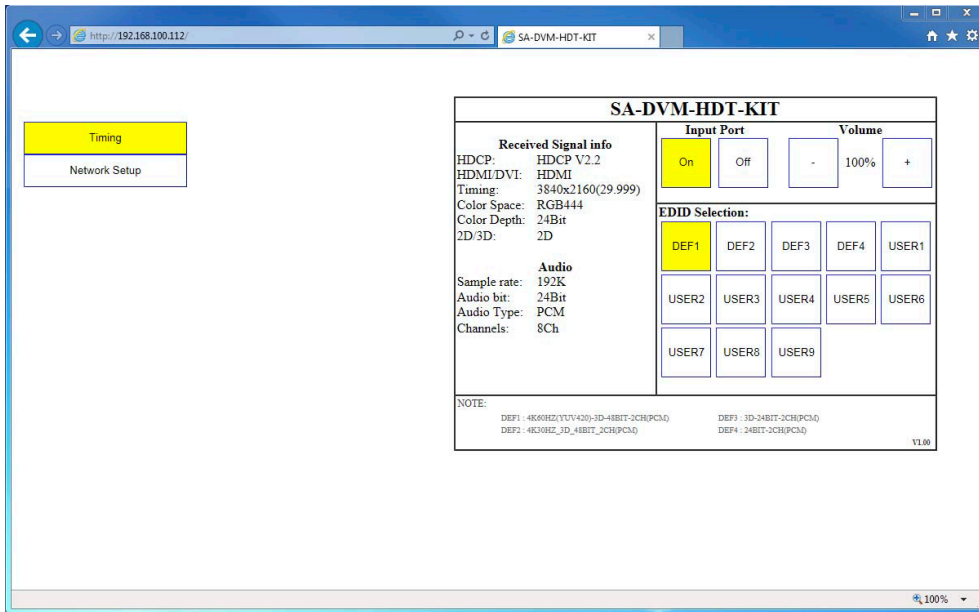 http://192.168.100.112/
SA-DVM-HDT-KIT
Timing
Network Setup
SA-DVM-HDT-KIT
Received Signal info
HDCP: HDCP V2.2
HDMI/DVI: HDMI
Timing: 3840x2160(29.999)
Color Space: RGB444
Color Depth: 24Bit
2D/3D: 2D
Audio
Sample rate: 192K
Audio bit: 24Bit
Audio Type: PCM
Channels: 8Ch
Input Port Volume
On Off - 100% +
EDID Selection:
DEF1 DEF2 DEF3 DEF4 USER1
USER2 USER3 USER4 USER5 USER6
USER7 USER8 USER9
NOTE:
DEF1 : 4K60HZ(YUV420)-3D-48BIT-2CH(PCM) DEF3 : 3D-24BIT-2CH(PCM)
DEF2 : 4K30HZ_3D_48BIT_2CH(PCM) DEF4 : 24BIT-2CH(PCM)
V1.00
100%